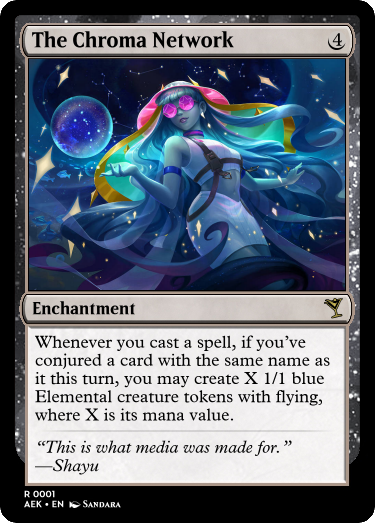 The Chroma Network 4
Enchantment
Whenever you cast a spell, if you've
conjured a card with the same name as
it this turn, you may create X 1/1 blue
Elemental creature tokens with flying,
where X is its mana value.
“This is what media was made for.”
—Shayu
R 0001
AEK • EN Sandara